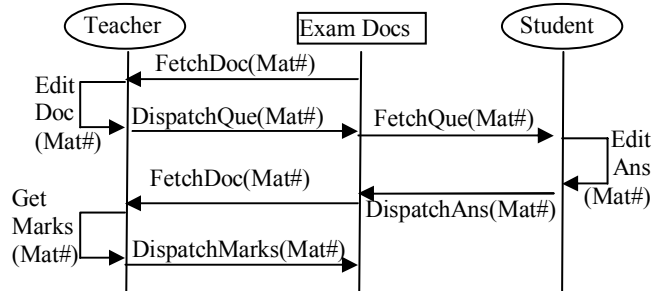 Teacher
Exam Docs
Student
FetchDoc(Mat#)
Edit
Doc
(Mat#)
DispatchQue(Mat#)
FetchQue(Mat#)
Edit
Ans
(Mat#)
FetchDoc(Mat#)
DispatchAns(Mat#)
Get
Marks
(Mat#)
DispatchMarks(Mat#)